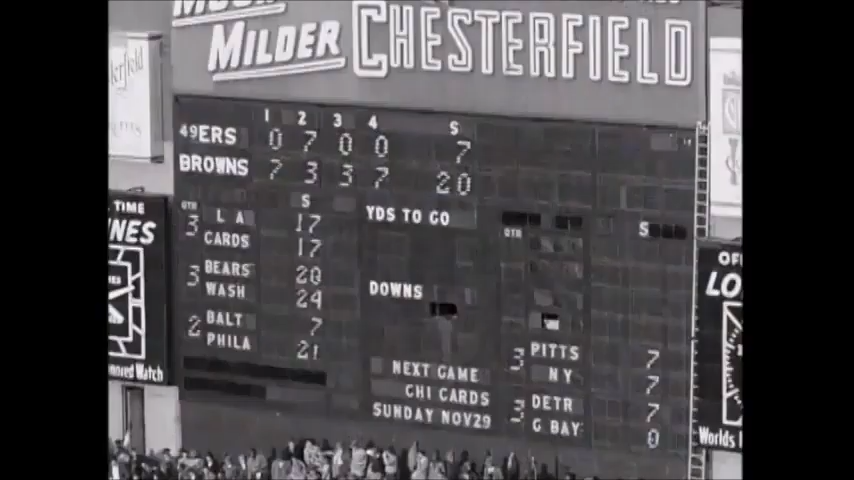 MILDER CHESTERFIELD
1 2 3 4 S
49ERS 0 7 0 0 7
BROWNS 7 3 3 7 20
QTR S
3 L A 17
CARDS 17
3 BEARS 20
WASH 24
2 BALT 7
PHILA 21
YDS TO GO
DOWNS
NEXT GAME
CHI CARDS
SUNDAY NOV29
QTR S
3 PITTS 7
NY 7
3 DETR 7
G BAY 0
TIME
Watch
LO
World's